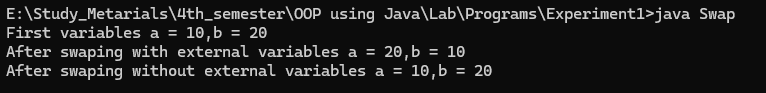 E:\Study_Metarials\4th_semester\OOP using Java\Lab\Programs\Experiment1>java Swap
First variables a = 10,b = 20
After swaping with external variables a = 20,b = 10
After swaping without external variables a = 10,b = 20